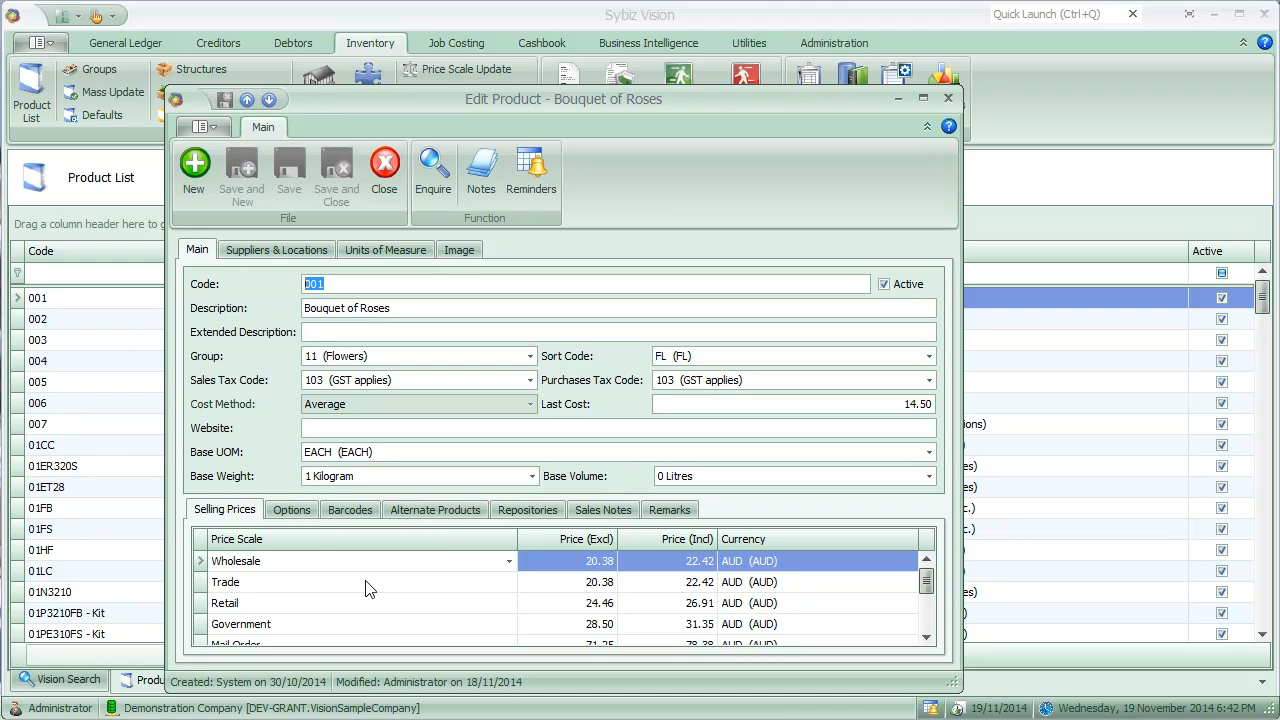 Sybiz Vision
Quick Launch (Ctrl+Q)
General Ledger Creditors Debtors Inventory Job Costing Cashbook Business Intelligence Utilities Administration
Product List
Groups
Mass Update
Defaults
Structures
Price Scale Update
Product List
Drag a column header here to
Code
Active
001
002
003
004
005
006
007
01CC
01ER320S
01ET28
01FB
01FS
01HF
01LC
01N3210
01P3210FB - Kit
01PE310FS - Kit
Edit Product - Bouquet of Roses
Main
New
Save and New
Save
Save and Close
Close
File
Enquire
Notes
Reminders
Function
Main Suppliers & Locations Units of Measure Image
Code: 001 Active
Description: Bouquet of Roses
Extended Description:
Group: 11 (Flowers) Sort Code: FL (FL)
Sales Tax Code: 103 (GST applies) Purchases Tax Code: 103 (GST applies)
Cost Method: Average Last Cost: 14.50
Website:
Base UOM: EACH (EACH)
Base Weight: 1 Kilogram Base Volume: 0 Litres
Selling Prices Options Barcodes Alternate Products Repositories Sales Notes Remarks
Price Scale Price (Excl) Price (Incl) Currency
Wholesale 20.38 22.42 AUD (AUD)
Trade 20.38 22.42 AUD (AUD)
Retail 24.46 26.91 AUD (AUD)
Government 28.50 31.35 AUD (AUD)
Mail Order 71.25 78.38 AUD (AUD)
Created: System on 30/10/2014 Modified: Administrator on 18/11/2014
Vision Search Produ
Administrator Demonstration Company [DEV-GRANT.VisionSampleCompany] 19/11/2014 Wednesday, 19 November 2014 6:42 PM